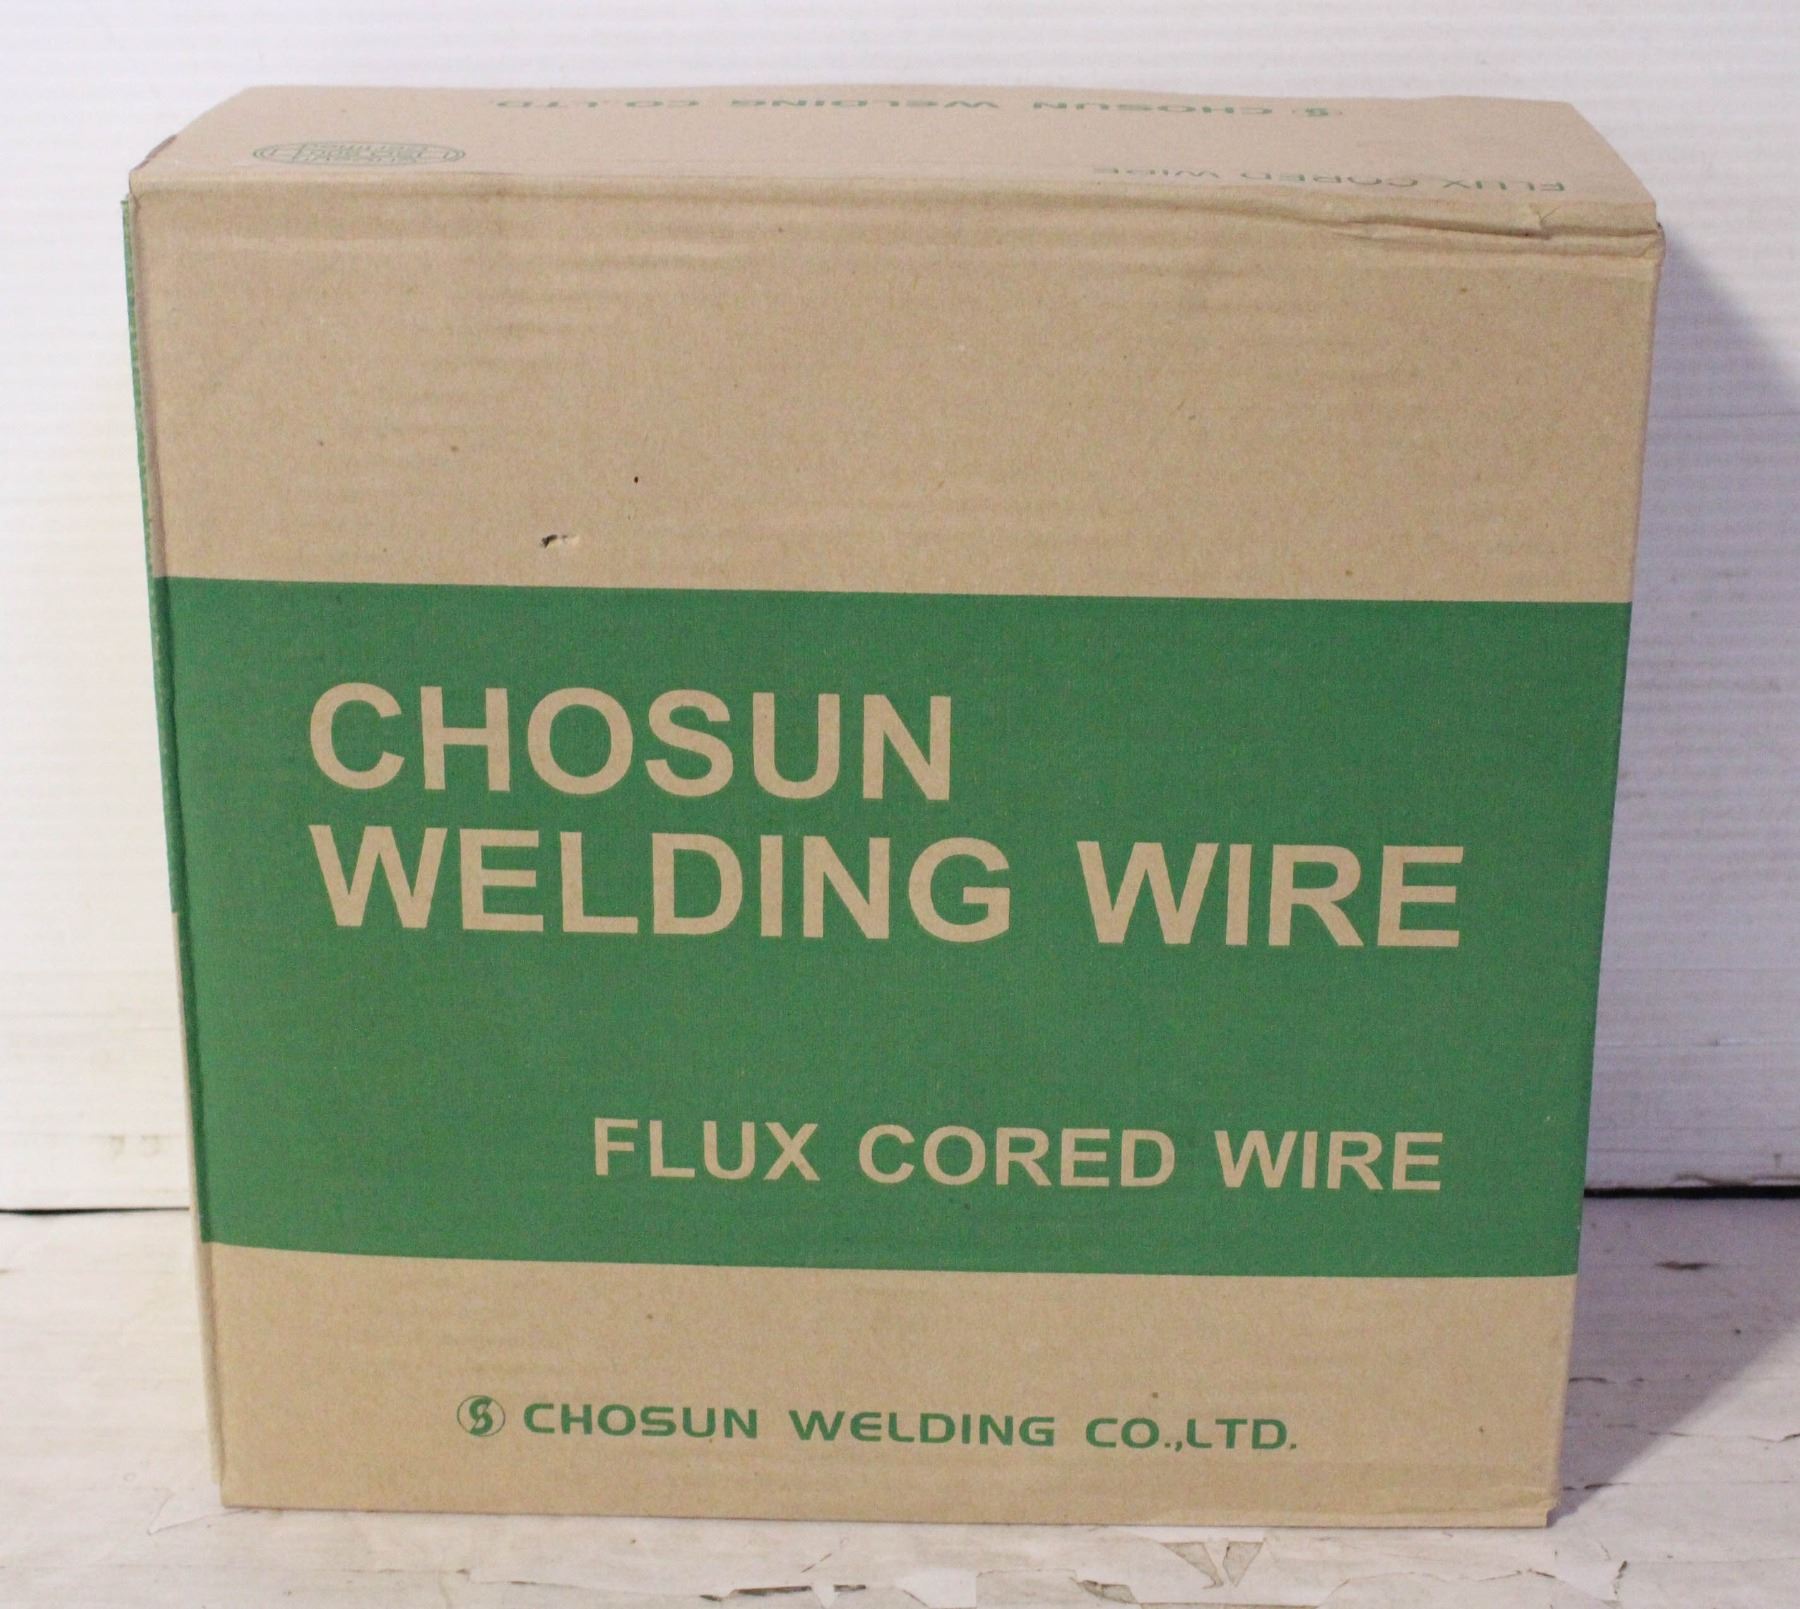 CHOSUN WELDING CO.,LTD.
FLUX CORED WIRE
CHOSUN
WELDING WIRE
FLUX CORED WIRE
CHOSUN WELDING CO.,LTD.